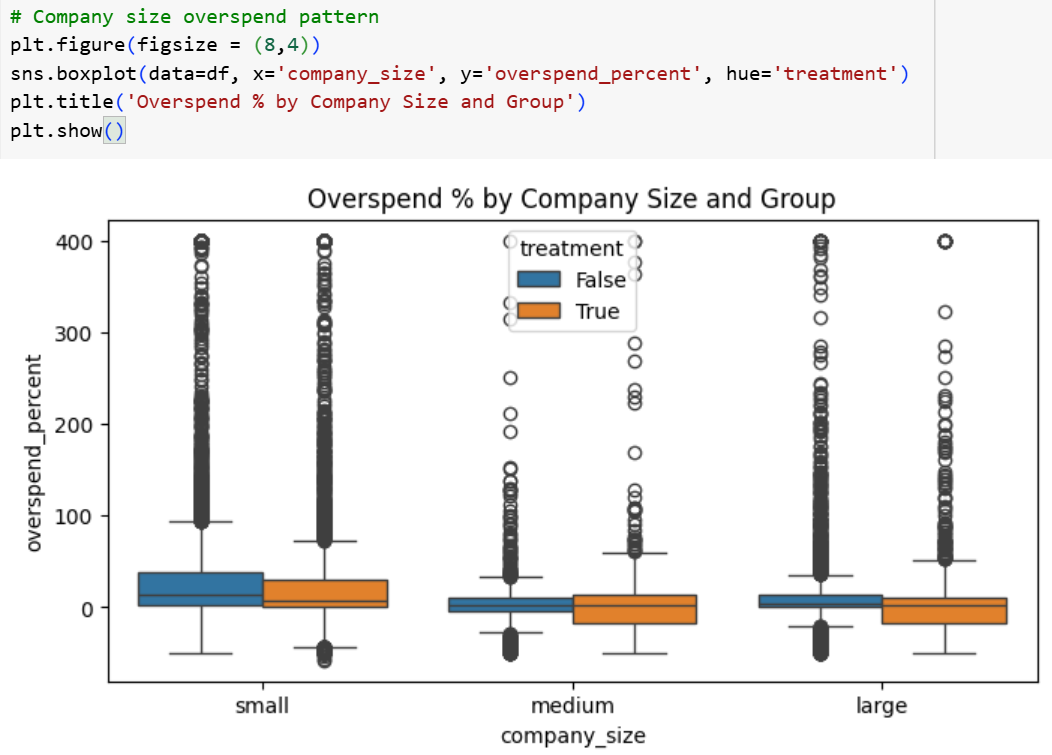 # Company size overspend pattern
plt.figure(figsize = (8,4))
sns.boxplot(data=df, x='company_size', y='overspend_percent', hue='treatment')
plt.title('Overspend % by Company Size and Group')
plt.show()
Overspend % by Company Size and Group
400
300
200
100
0
overspend_percent
treatment
False
True
small
medium
large
company_size